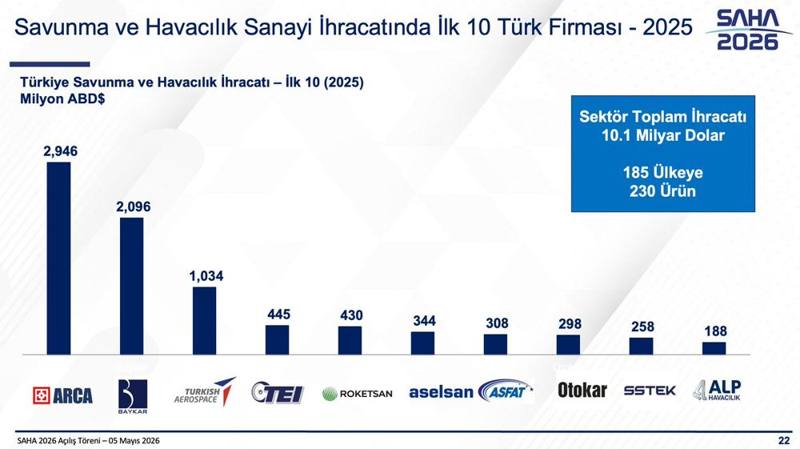 Savunma ve Havacılık Sanayi İhracatında İlk 10 Türk Firması - 2025
SAHA
2026
Türkiye Savunma ve Havacılık İhracatı – İlk 10 (2025)
Milyon ABD$
Sektör Toplam İhracatı
10.1 Milyar Dolar
185 Ülkeye
230 Ürün
2,946
2,096
1,034
445
430
344
308
298
258
188
ARCA
BAYKAR
TURKISH
AEROSPACE
TEI
ROKETSAN
aselsan
ASFAT
Otokar
SSTEK
ALP
HAVACILIK
SAHA 2026 Açılış Töreni – 05 Mayıs 2026
22